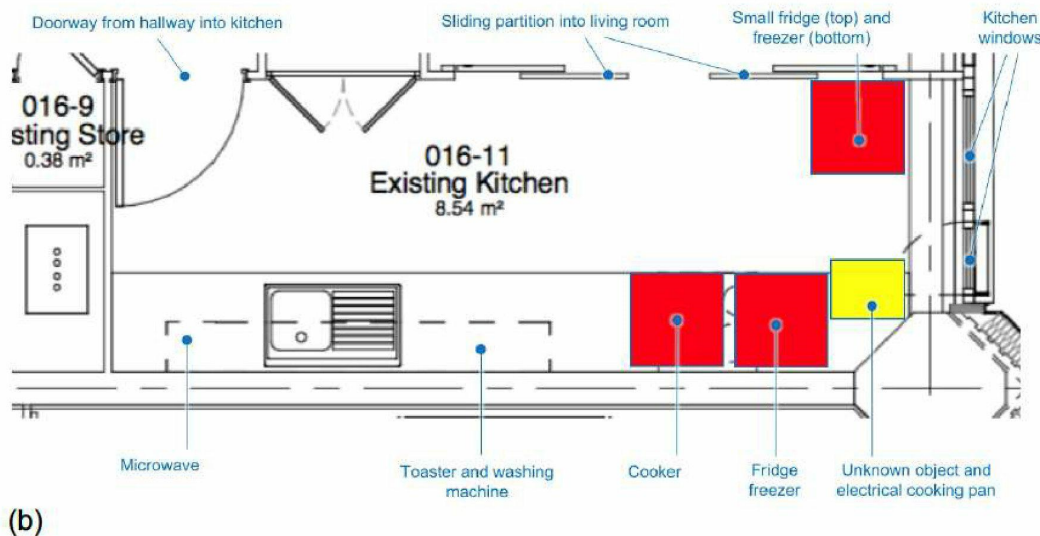 Doorway from hallway into kitchen
Sliding partition into living room
Small fridge (top) and
freezer (bottom)
Kitchen
windows
016-9
sting Store
0.38 m²
016-11
Existing Kitchen
8.54 m²
Microwave
Toaster and washing
machine
Cooker
Fridge
freezer
Unknown object and
electrical cooking pan
(b)